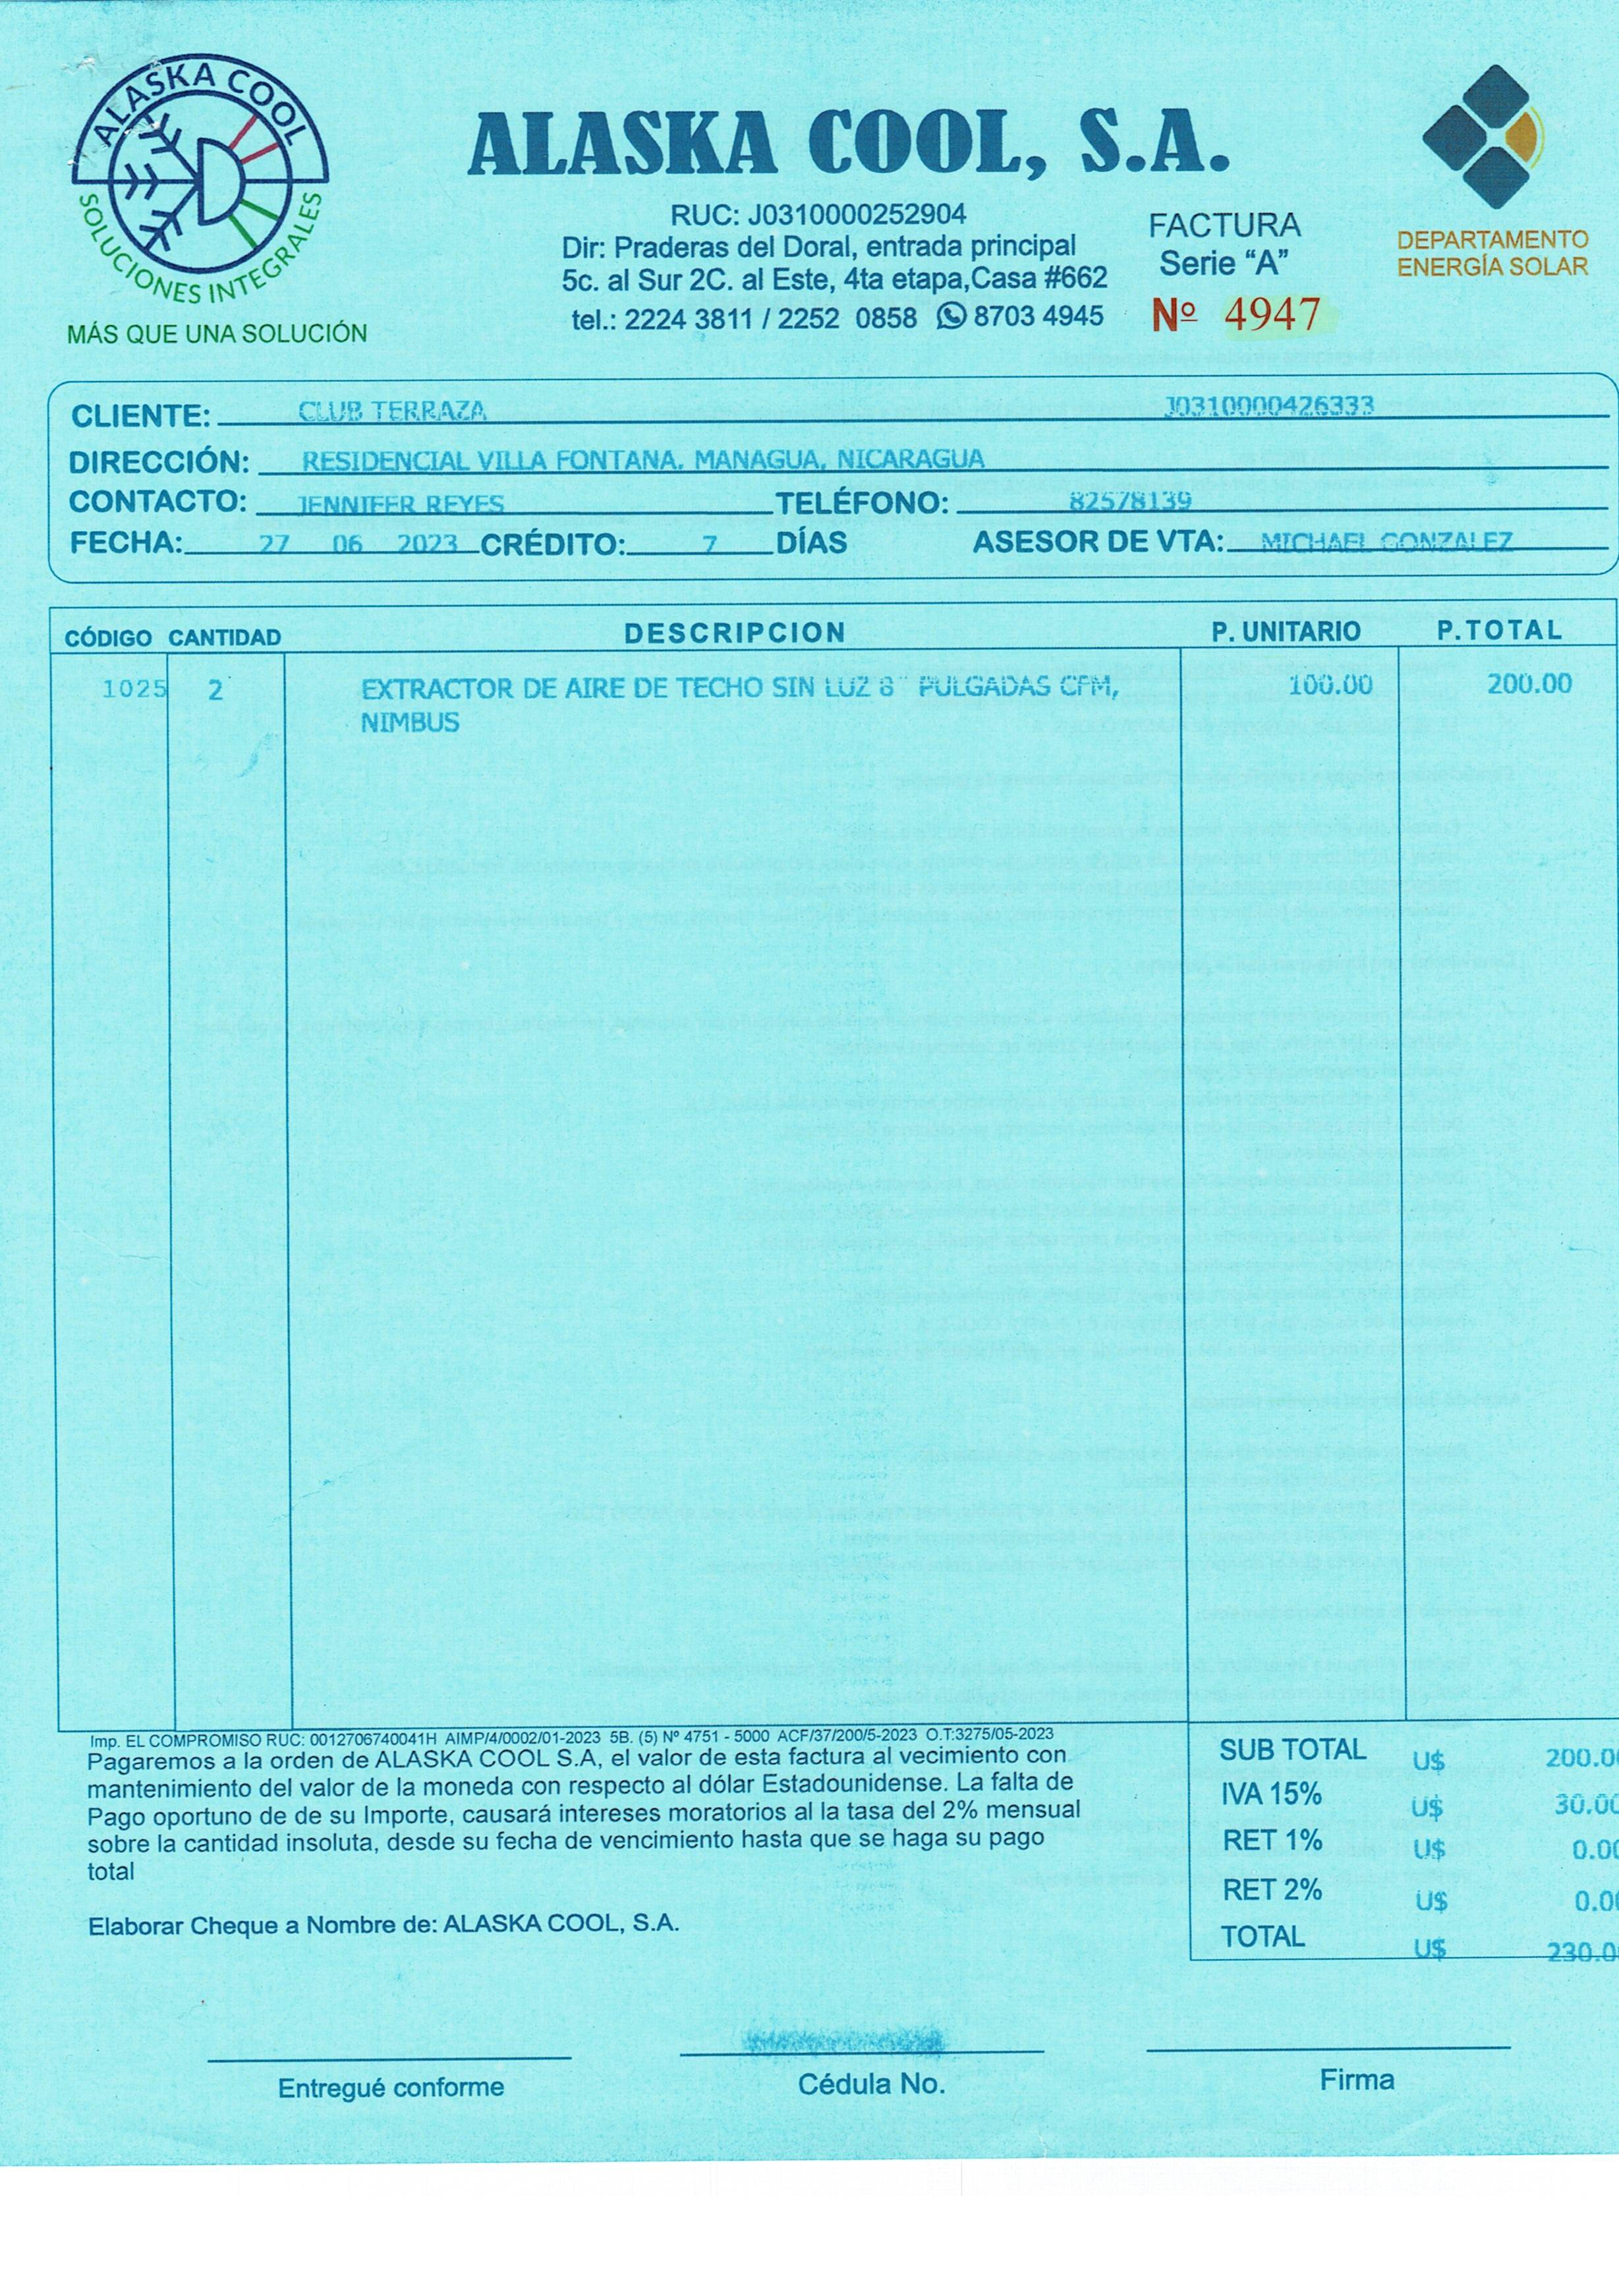 ALASKA COOL
SOLUCIONES INTEGRALES
MÁS QUE UNA SOLUCIÓN
ALASKA COOL, S.A.
RUC: J0310000252904
Dir: Praderas del Doral, entrada principal
5c. al Sur 2C. al Este, 4ta etapa,Casa #662
tel.: 2224 3811 / 2252 0858 8703 4945
FACTURA
Serie “A”
Nº 4947
DEPARTAMENTO
ENERGÍA SOLAR
CLIENTE: CLUB TERRAZA J0310000426333
DIRECCIÓN: RESIDENCIAL VILLA FONTANA. MANAGUA, NICARAGUA
CONTACTO: JENNIFER REYES TELÉFONO: 82578139
FECHA: 27 06 2023 CRÉDITO: 7 DÍAS ASESOR DE VTA: MICHAEL GONZALEZ
CÓDIGO CANTIDAD DESCRIPCION P. UNITARIO P.TOTAL
1025 2 EXTRACTOR DE AIRE DE TECHO SIN LUZ 8" PULGADAS CFM, 100.00 200.00
NIMBUS
Imp. EL COMPROMISO RUC: 0012706740041H AIMP/4/0002/01-2023 5B. (5) Nº 4751 - 5000 ACF/37/200/5-2023 O.T:3275/05-2023
Pagaremos a la orden de ALASKA COOL S.A, el valor de esta factura al vecimiento con
mantenimiento del valor de la moneda con respecto al dólar Estadounidense. La falta de
Pago oportuno de de su Importe, causará intereses moratorios al la tasa del 2% mensual
sobre la cantidad insoluta, desde su fecha de vencimiento hasta que se haga su pago
total
Elaborar Cheque a Nombre de: ALASKA COOL, S.A.
SUB TOTAL U$ 200.00
IVA 15% U$ 30.00
RET 1% U$ 0.00
RET 2% U$ 0.00
TOTAL U$ 230.0
Entregué conforme
Cédula No.
Firma